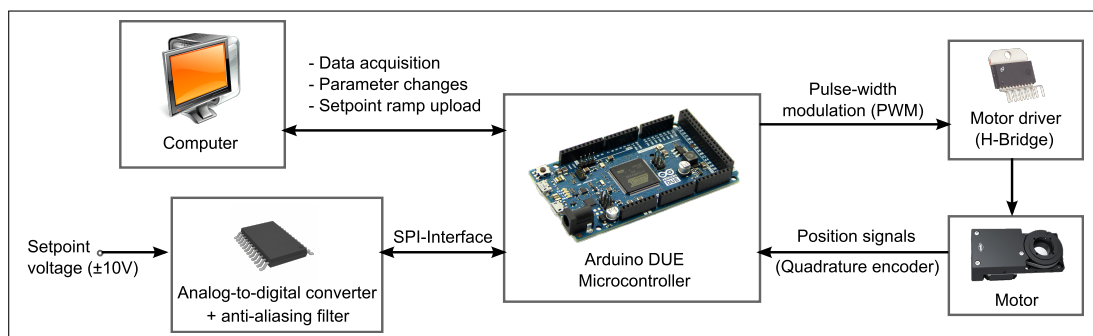 Computer
- Data acquisition
- Parameter changes
- Setpoint ramp upload
Pulse-width
modulation (PWM)
Motor driver
(H-Bridge)
Setpoint
voltage (±10V)
Analog-to-digital converter
+ anti-aliasing filter
SPI-Interface
Arduino DUE
Microcontroller
Position signals
(Quadrature encoder)
Motor